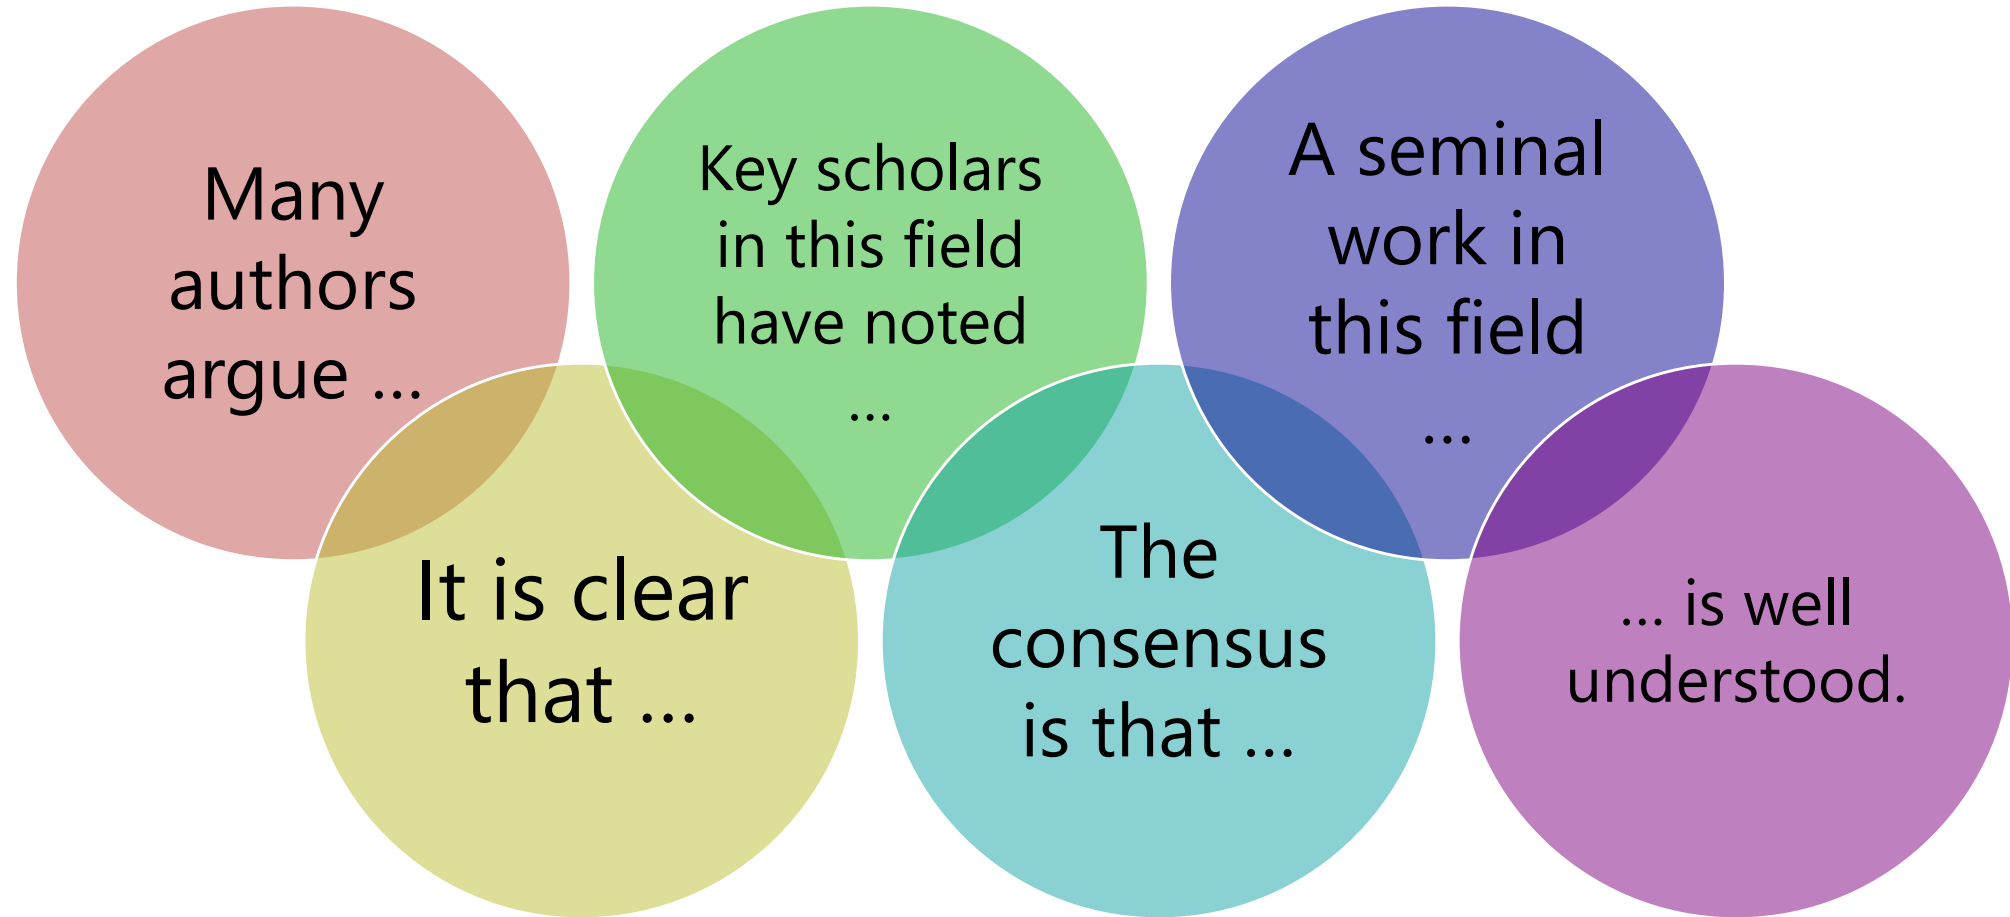 Many
authors
argue …
It is clear
that …
Key scholars
in this field
have noted
…
The
consensus
is that …
A seminal
work in
this field
…
… is well
understood.